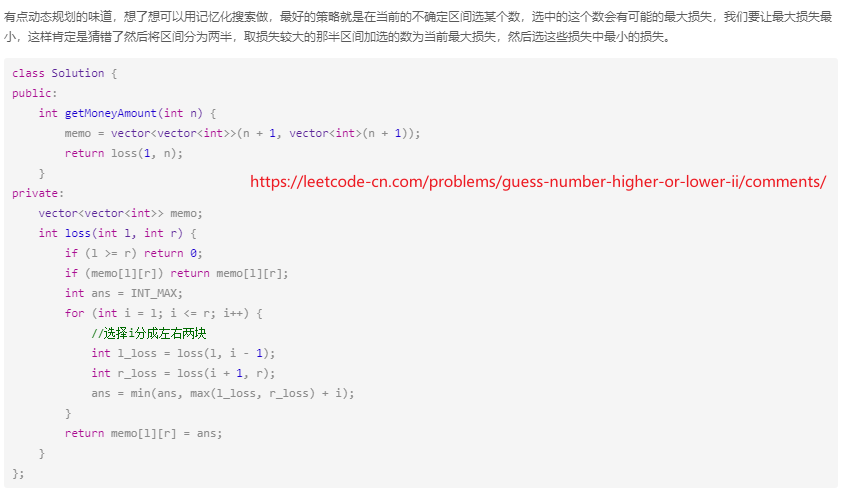 有点动态规划的味道，想了想可以用记忆化搜索做，最好的策略就是在当前的不确定区间选某个数，选中的这个数会有可能的最大损失，我们要让最大损失最
小，这样肯定是猜错了然后将区间分为两半，取损失较大的那半区间加选的数为当前最大损失，然后选这些损失中最小的损失。
class Solution {
public:
    int getMoneyAmount(int n) {
        memo = vector<vector<int>>(n + 1, vector<int>(n + 1));
        return loss(1, n);
    }
https://leetcode-cn.com/problems/guess-number-higher-or-lower-ii/comments/
private:
    vector<vector<int>> memo;
    int loss(int l, int r) {
        if (l >= r) return 0;
        if (memo[l][r]) return memo[l][r];
        int ans = INT_MAX;
        for (int i = l; i <= r; i++) {
            //选择i分成左右两块
            int l_loss = loss(l, i - 1);
            int r_loss = loss(i + 1, r);
            ans = min(ans, max(l_loss, r_loss) + i);
        }
        return memo[l][r] = ans;
    }
};